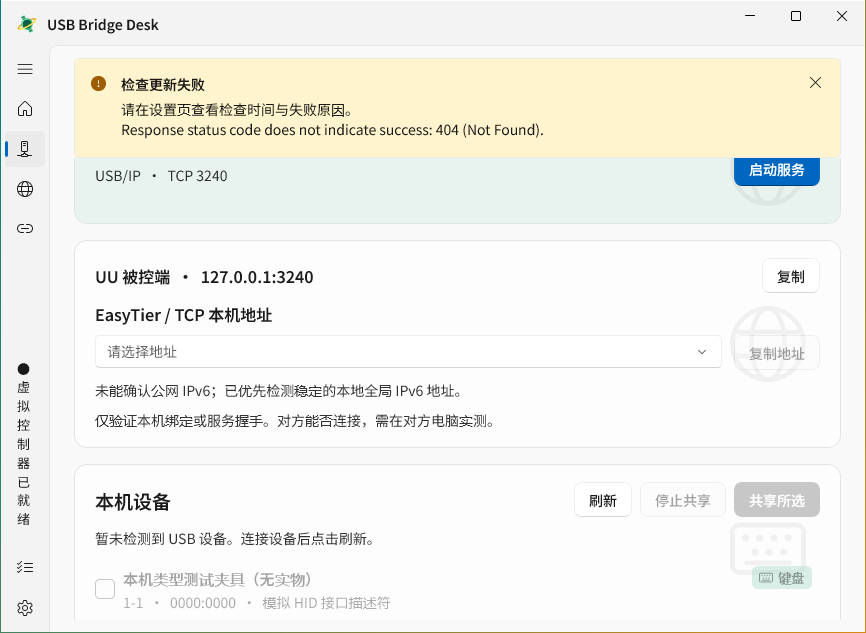 USB Bridge Desk
检查更新失败
请在设置页查看检查时间与失败原因。
Response status code does not indicate success: 404 (Not Found).
USB/IP • TCP 3240
启动服务
UU 被控端 • 127.0.0.1:3240
复制
EasyTier / TCP 本机地址
请选择地址
复制地址
未能确认公网 IPv6；已优先检测稳定的本地全局 IPv6 地址。
仅验证本机绑定或服务握手。对方能否连接，需在对方电脑实测。
虚拟控制器已就绪
本机设备
刷新
停止共享
共享所选
暂未检测到 USB 设备。连接设备后点击刷新。
本机类型测试夹具（无实物）
键盘
1-1 • 0000:0000 • 模拟 HID 接口描述符